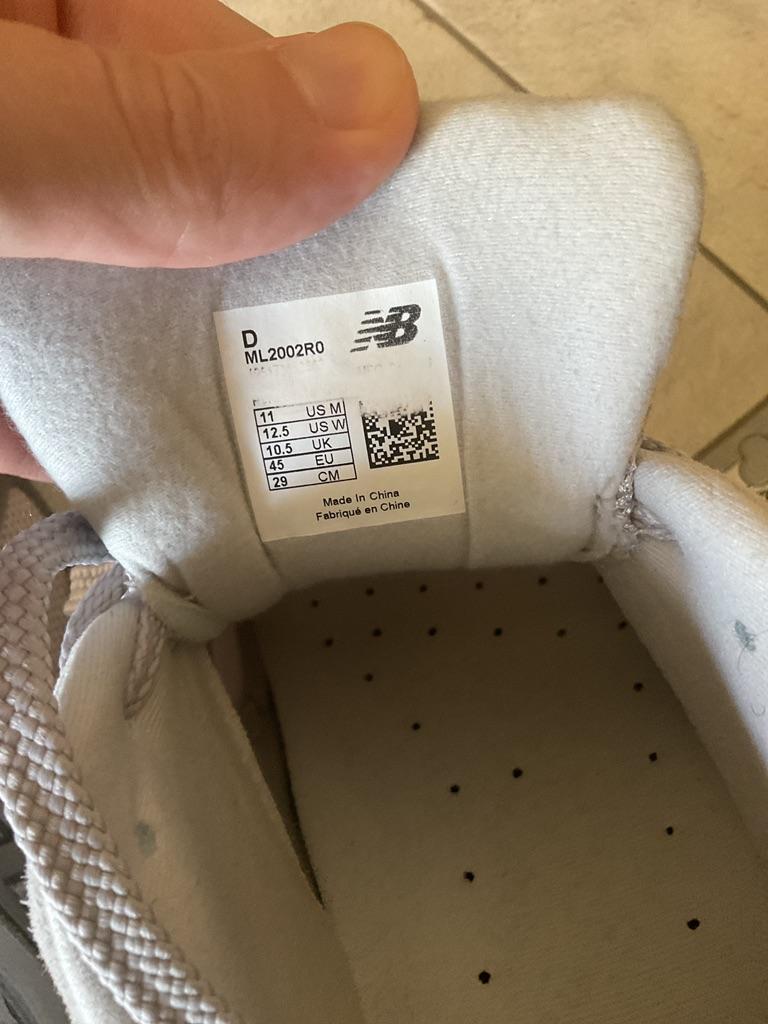 D
NB
ML2002R0
11 US M
12.5 US W
10.5 UK
45 EU
29 CM
Made In China
Fabriqué en Chine